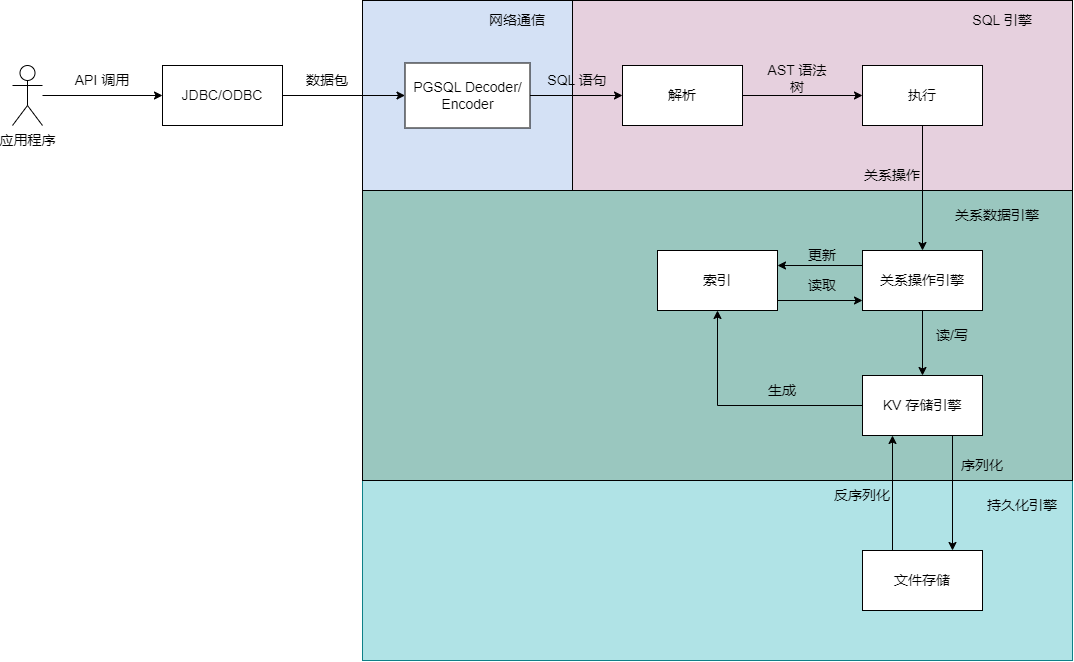 网络通信
SQL 引擎
API 调用
数据包
SQL 语句
AST 语法
树
JDBC/ODBC
PGSQL Decoder/
Encoder
解析
执行
应用程序
关系操作
关系数据引擎
更新
索引
读取
关系操作引擎
读/写
生成
KV 存储引擎
序列化
反序列化
持久化引擎
文件存储